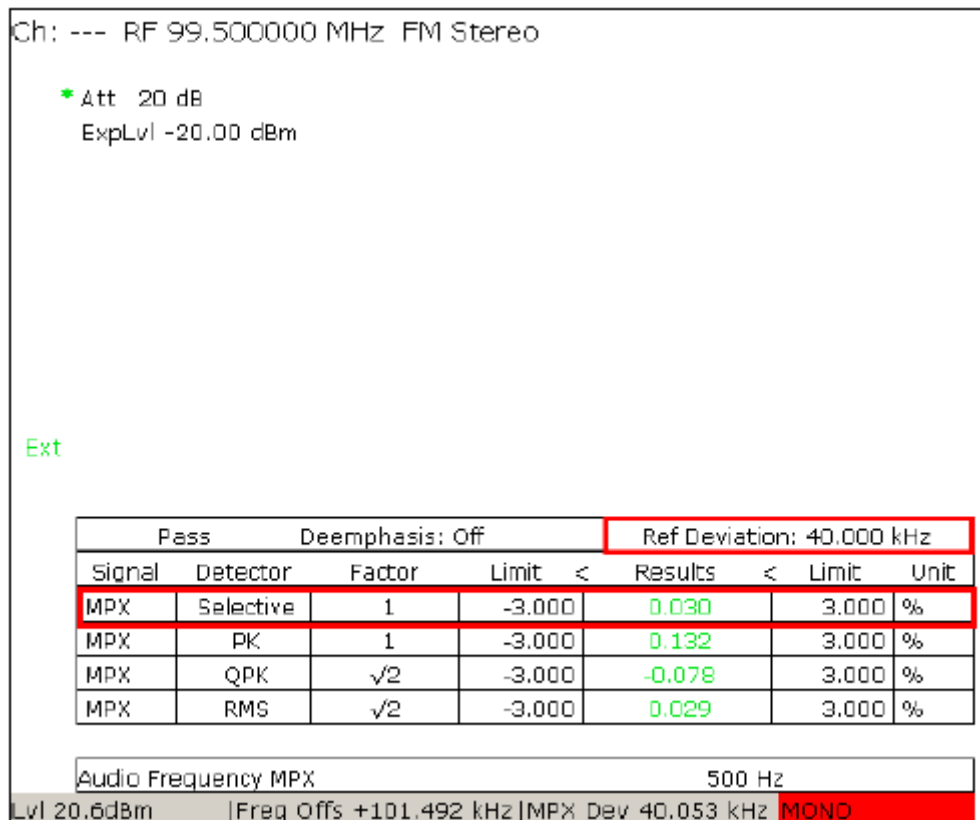 Ch: --- RF 99.500000 MHz FM Stereo
* Att 20 dB
ExpLvl -20.00 dBm
Ext
Pass Deemphasis: Off Ref Deviation: 40.000 kHz
Signal Detector Factor Limit < Results < Limit Unit
MPX Selective 1 -3.000 0.030 3.000 %
MPX PK 1 -3.000 0.132 3.000 %
MPX QPK √2 -3.000 -0.078 3.000 %
MPX RMS √2 -3.000 0.029 3.000 %
Audio Frequency MPX 500 Hz
Lvl 20.6dBm |Freq Offs +101.492 kHz|MPX Dev 40.053 kHz MONO